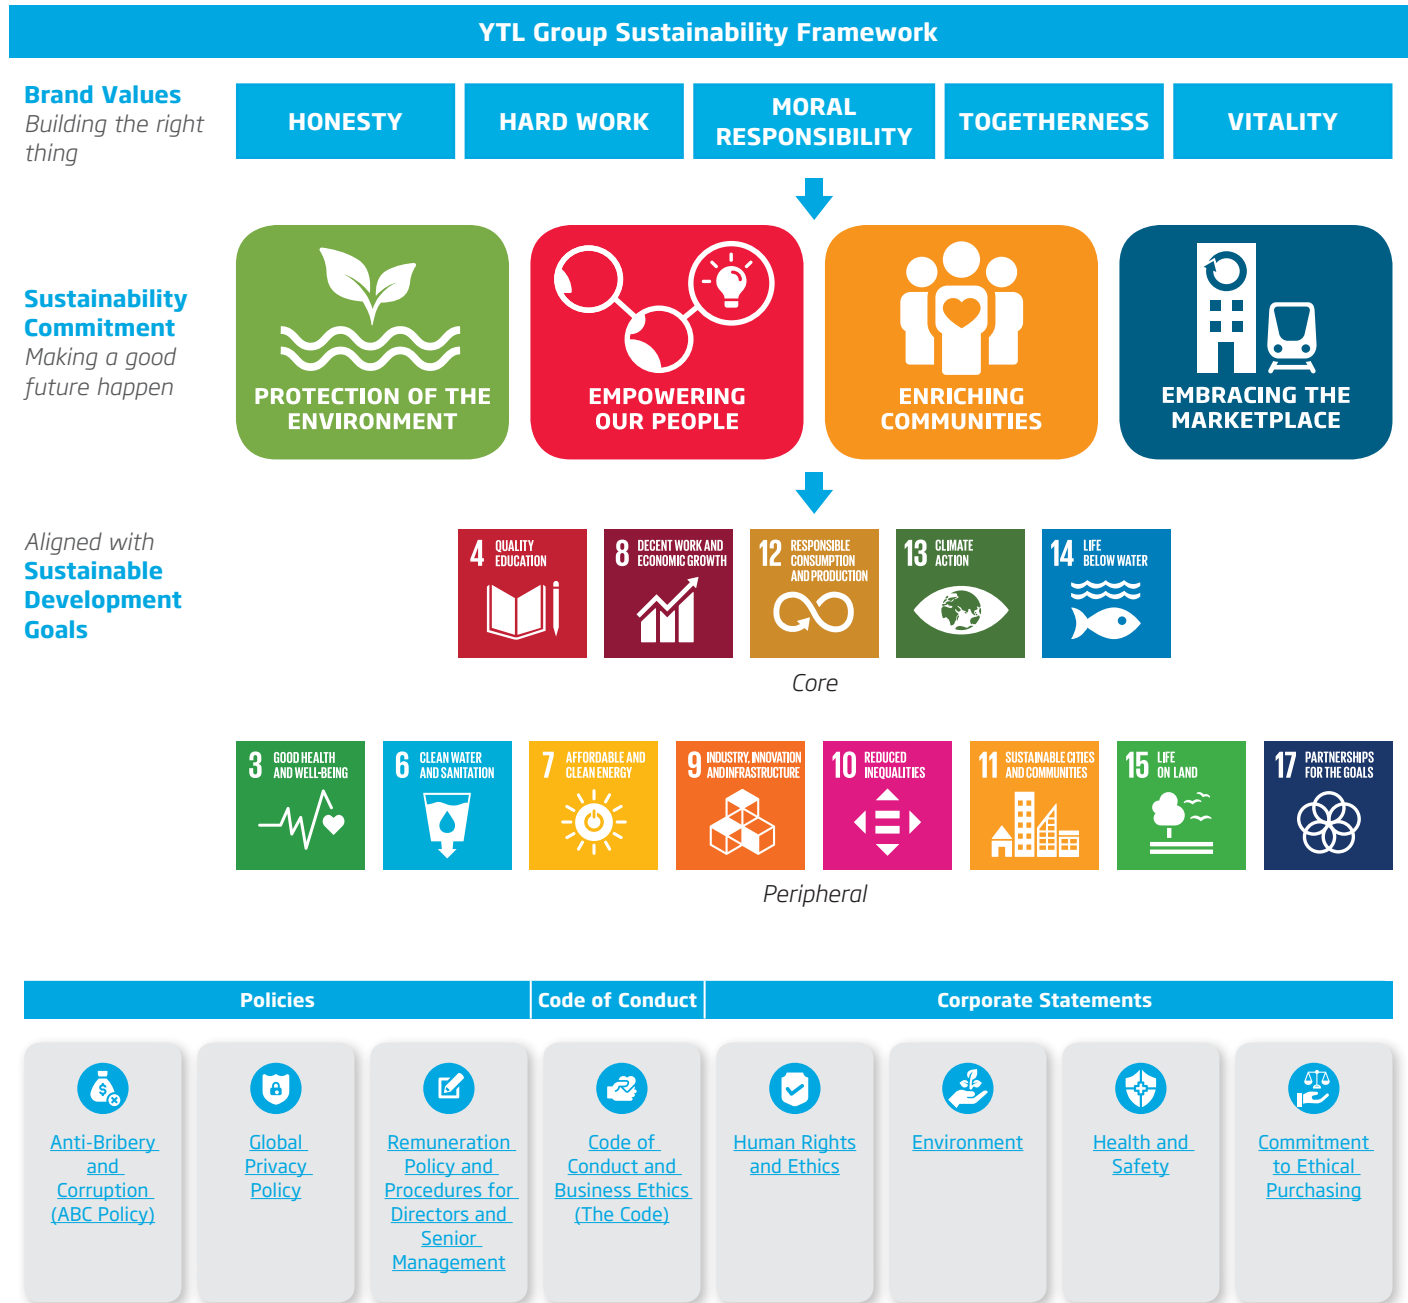 YTL Group Sustainability Framework
Brand Values
Building the right
thing
HONESTY
HARD WORK
MORAL
RESPONSIBILITY
TOGETHERNESS
VITALITY
Sustainability
Commitment
Making a good
future happen
PROTECTION OF THE
ENVIRONMENT
EMPOWERING
OUR PEOPLE
ENRICHING
COMMUNITIES
EMBRACING THE
MARKETPLACE
Aligned with
Sustainable
Development
Goals
4 QUALITY
EDUCATION
8 DECENT WORK AND
ECONOMIC GROWTH
12 RESPONSIBLE
CONSUMPTION
AND PRODUCTION
13 CLIMATE
ACTION
14 LIFE
BELOW WATER
Core
3 GOOD HEALTH
AND WELL-BEING
6 CLEAN WATER
AND SANITATION
7 AFFORDABLE AND
CLEAN ENERGY
9 INDUSTRY, INNOVATION
AND INFRASTRUCTURE
10 REDUCED
INEQUALITIES
11 SUSTAINABLE CITIES
AND COMMUNITIES
15 LIFE
ON LAND
17 PARTNERSHIPS
FOR THE GOALS
Peripheral
Policies
Code of Conduct
Corporate Statements
Anti-Bribery
and
Corruption
(ABC Policy)
Global
Privacy
Policy
Remuneration
Policy and
Procedures for
Directors and
Senior
Management
Code of
Conduct and
Business Ethics
(The Code)
Human Rights
and Ethics
Environment
Health and
Safety
Commitment
to Ethical
Purchasing